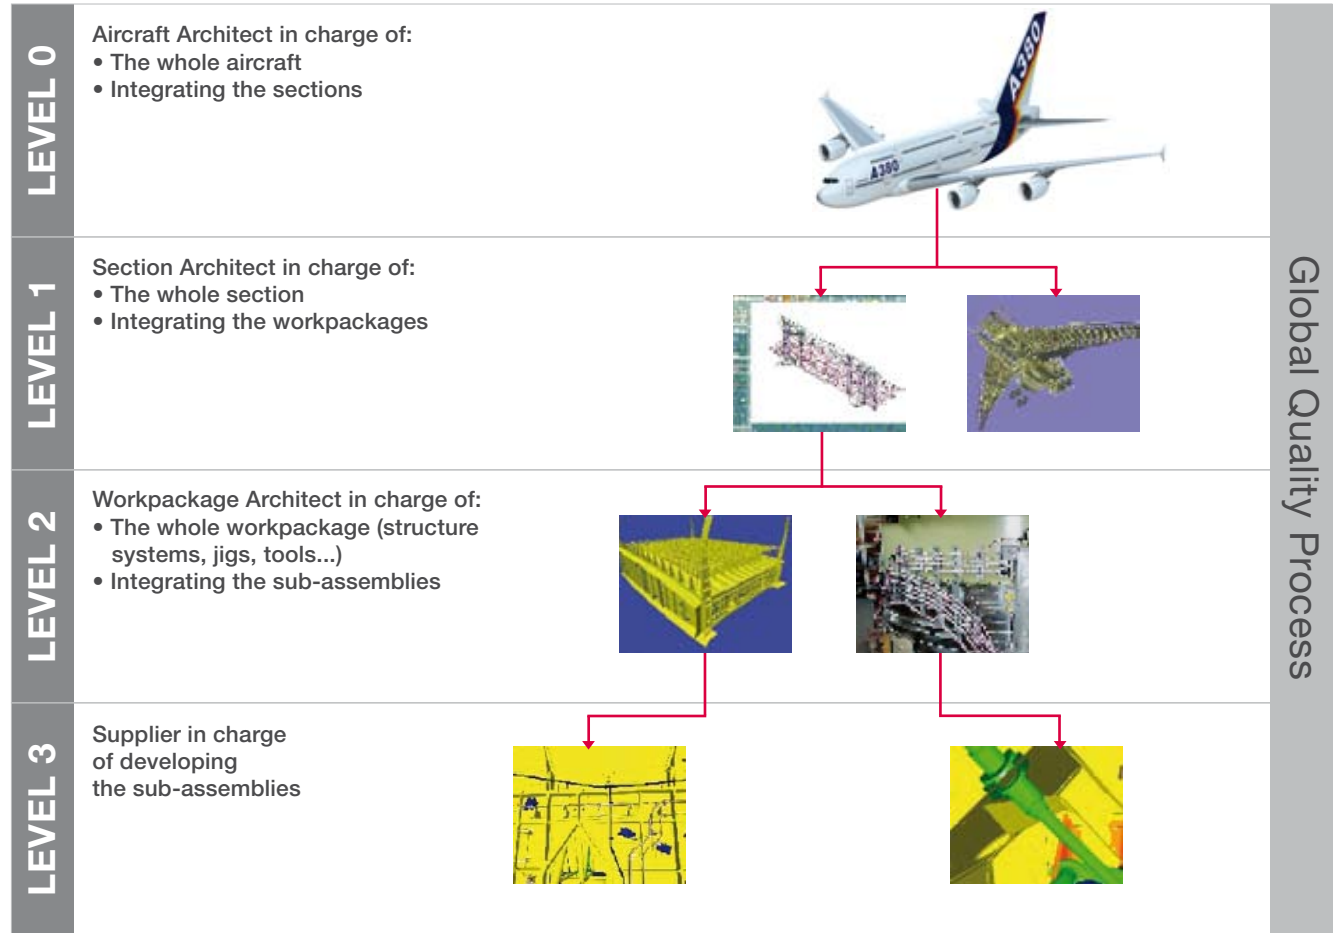 LEVEL 0
Aircraft Architect in charge of:
• The whole aircraft
• Integrating the sections
A380
A380
LEVEL 1
Section Architect in charge of:
• The whole section
• Integrating the workpackages
LEVEL 2
Workpackage Architect in charge of:
• The whole workpackage (structure
systems, jigs, tools...)
• Integrating the sub-assemblies
LEVEL 3
Supplier in charge
of developing
the sub-assemblies
Global Quality Process